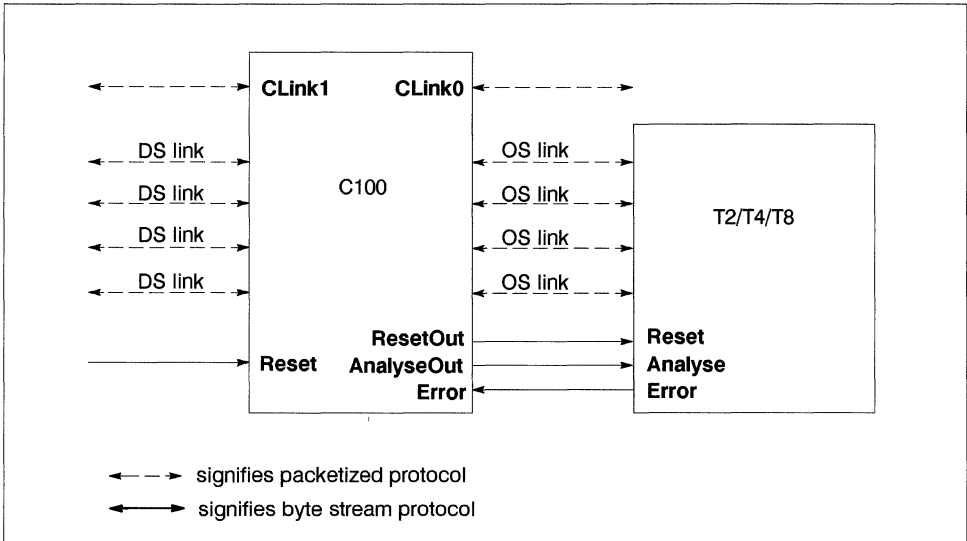 CLink1 CLink0
DS link OS link
DS link OS link
C100
T2/T4/T8
DS link OS link
DS link OS link
ResetOut Reset
Reset AnalyseOut Analyse
Error Error
signifies packetized protocol
signifies byte stream protocol